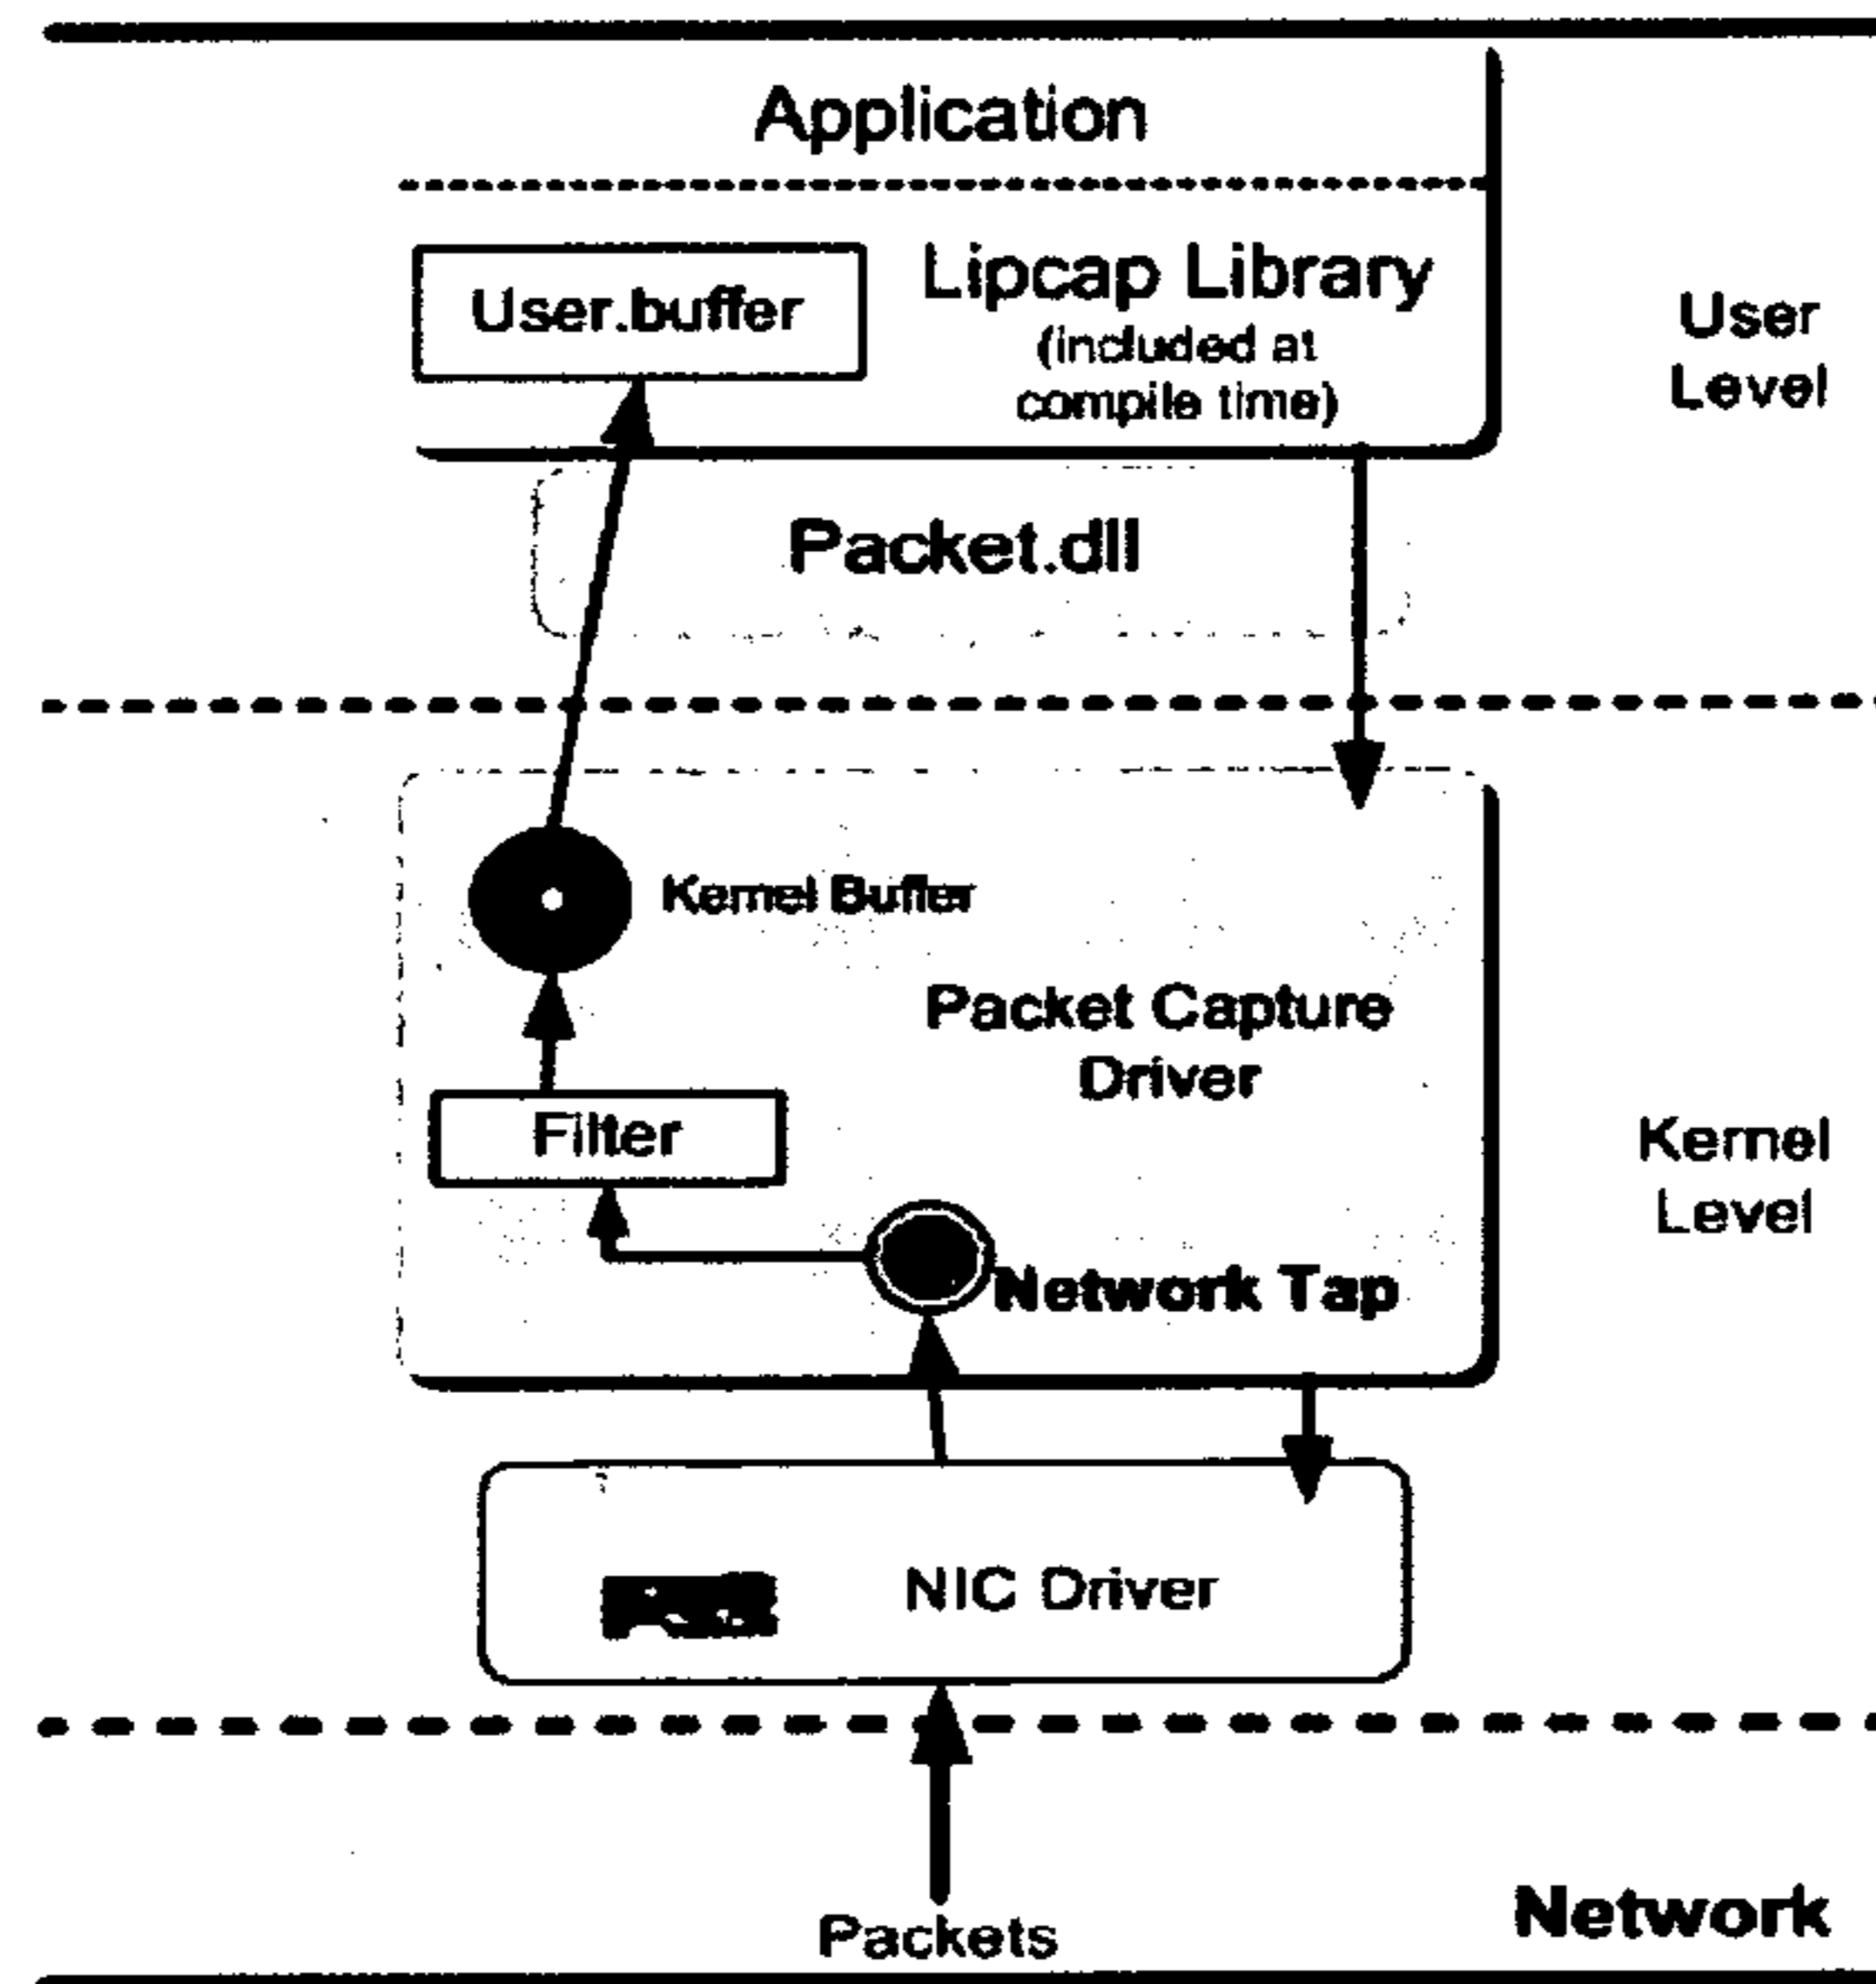 Application
User.buffer
Lipcap Library
(included at
compile time)
User
Level
Packet.dll
Kernel Buffer
Packet Capture
Driver
Filter
Kernel
Level
Network Tap
NIC Driver
Network
Packets